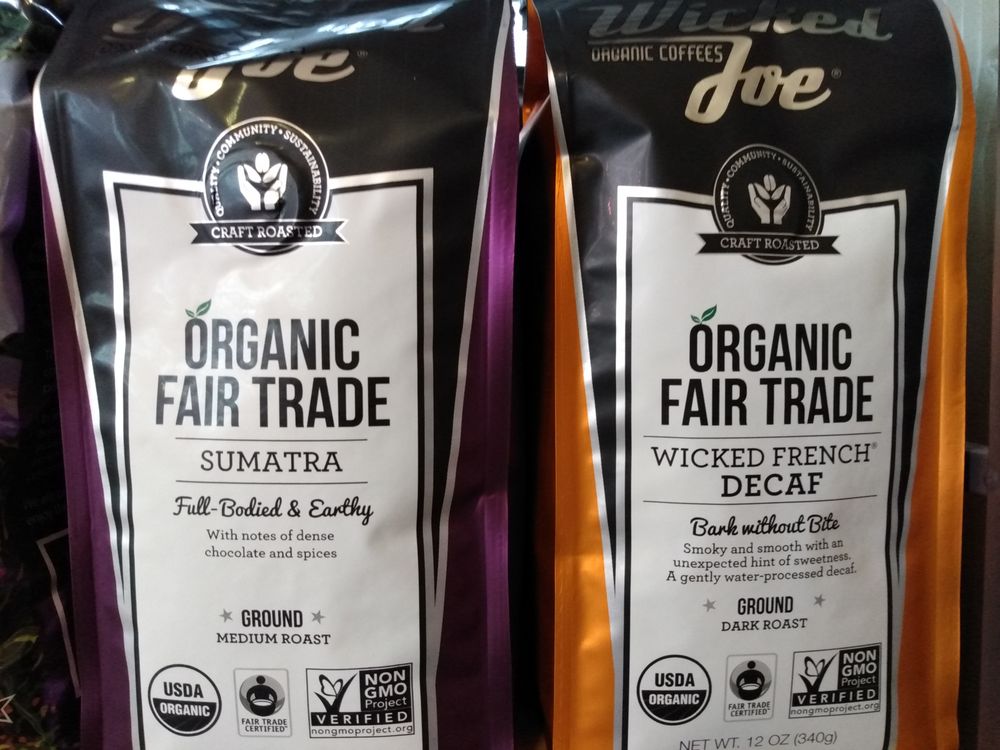 Joe®
QUALITY • COMMUNITY • SUSTAINABILITY
CRAFT ROASTED
ORGANIC
FAIR TRADE
SUMATRA
Full-Bodied & Earthy
With notes of dense
chocolate and spices
GROUND
MEDIUM ROAST
USDA
ORGANIC
FAIR TRADE
CERTIFIED™
NON
GMO
Project
VERIFIED
nongmoproject.org
Wicked
ORGANIC COFFEES
Joe®
QUALITY • COMMUNITY • SUSTAINABILITY
CRAFT ROASTED
ORGANIC
FAIR TRADE
WICKED FRENCH®
DECAF
Bark without Bite
Smoky and smooth with an
unexpected hint of sweetness.
A gently water-processed decaf.
GROUND
DARK ROAST
USDA
ORGANIC
FAIR TRADE
CERTIFIED™
NON
GMO
Project
VERIFIED
nongmoproject.org
NET WT. 12 OZ (340g)